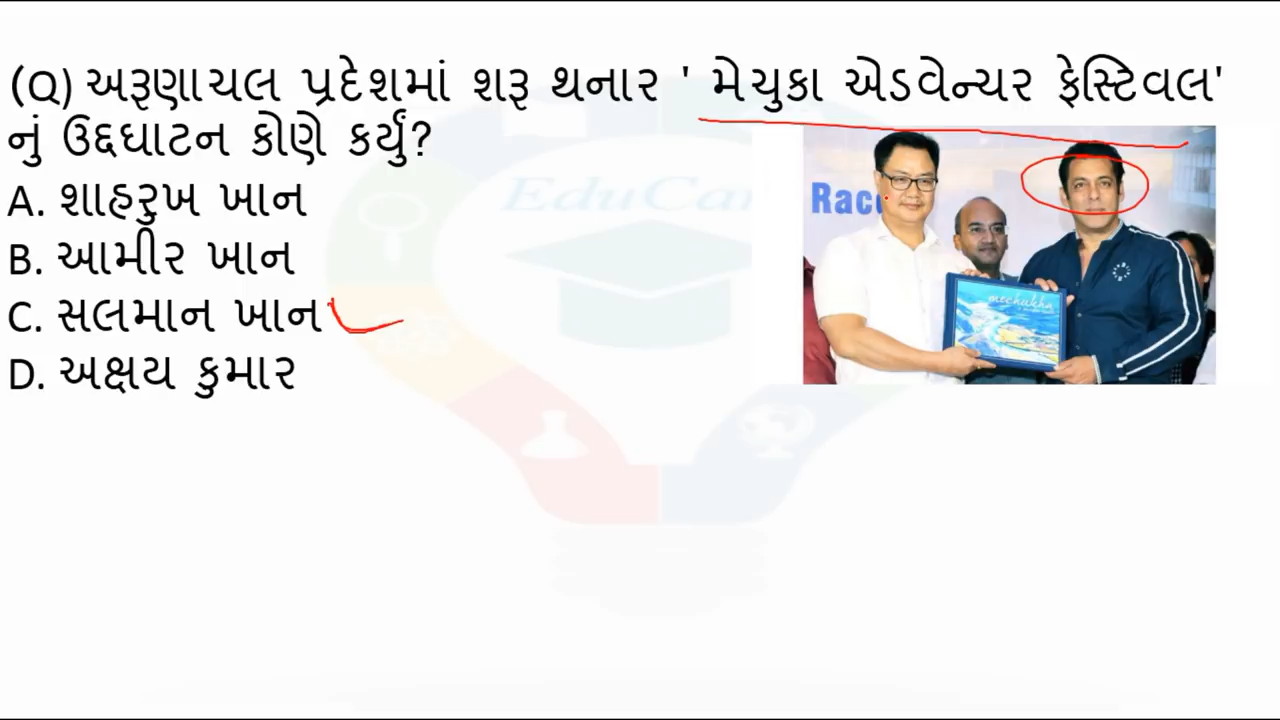 (Q) અરૂણાચલ પ્રદેશમાં શરૂ થનાર ' મેચુકા એડવેન્ચર ફેસ્ટિવલ'
નું ઉદ્દઘાટન કોણે કર્યું?
A. શાહરુખ ખાન
B. આમીર ખાન
C. સલમાન ખાન
D. અક્ષય કુમાર
mechukha